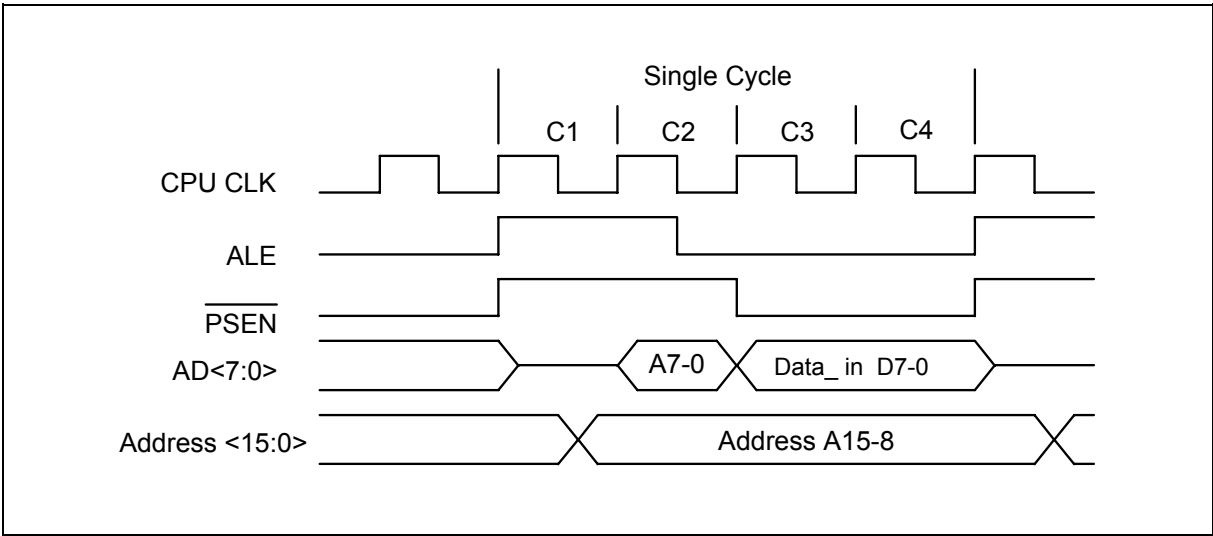 Single Cycle
C1 C2 C3 C4
CPU CLK
ALE
PSEN
AD<7:0> A7-0 Data_ in D7-0
Address <15:0> Address A15-8